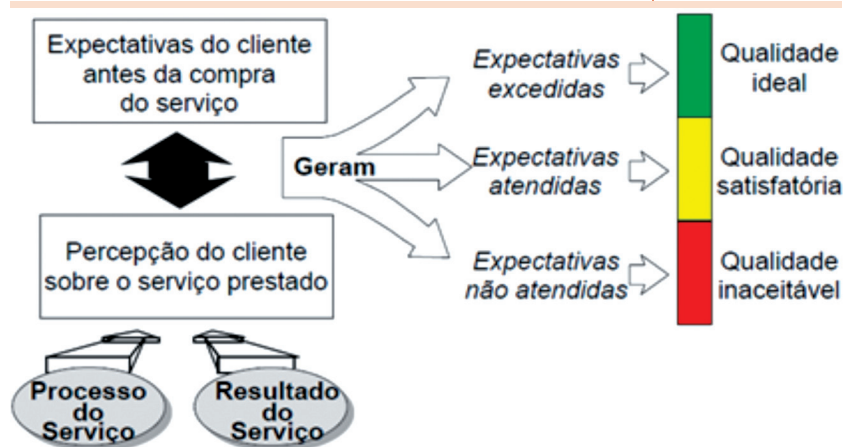 Expectativas do cliente
antes da compra
do serviço
Geram
Percepção do cliente
sobre o serviço prestado
Processo
do
Serviço
Resultado
do
Serviço
Expectativas
excedidas
Expectativas
atendidas
Expectativas
não atendidas
Qualidade
ideal
Qualidade
satisfatória
Qualidade
inaceitável